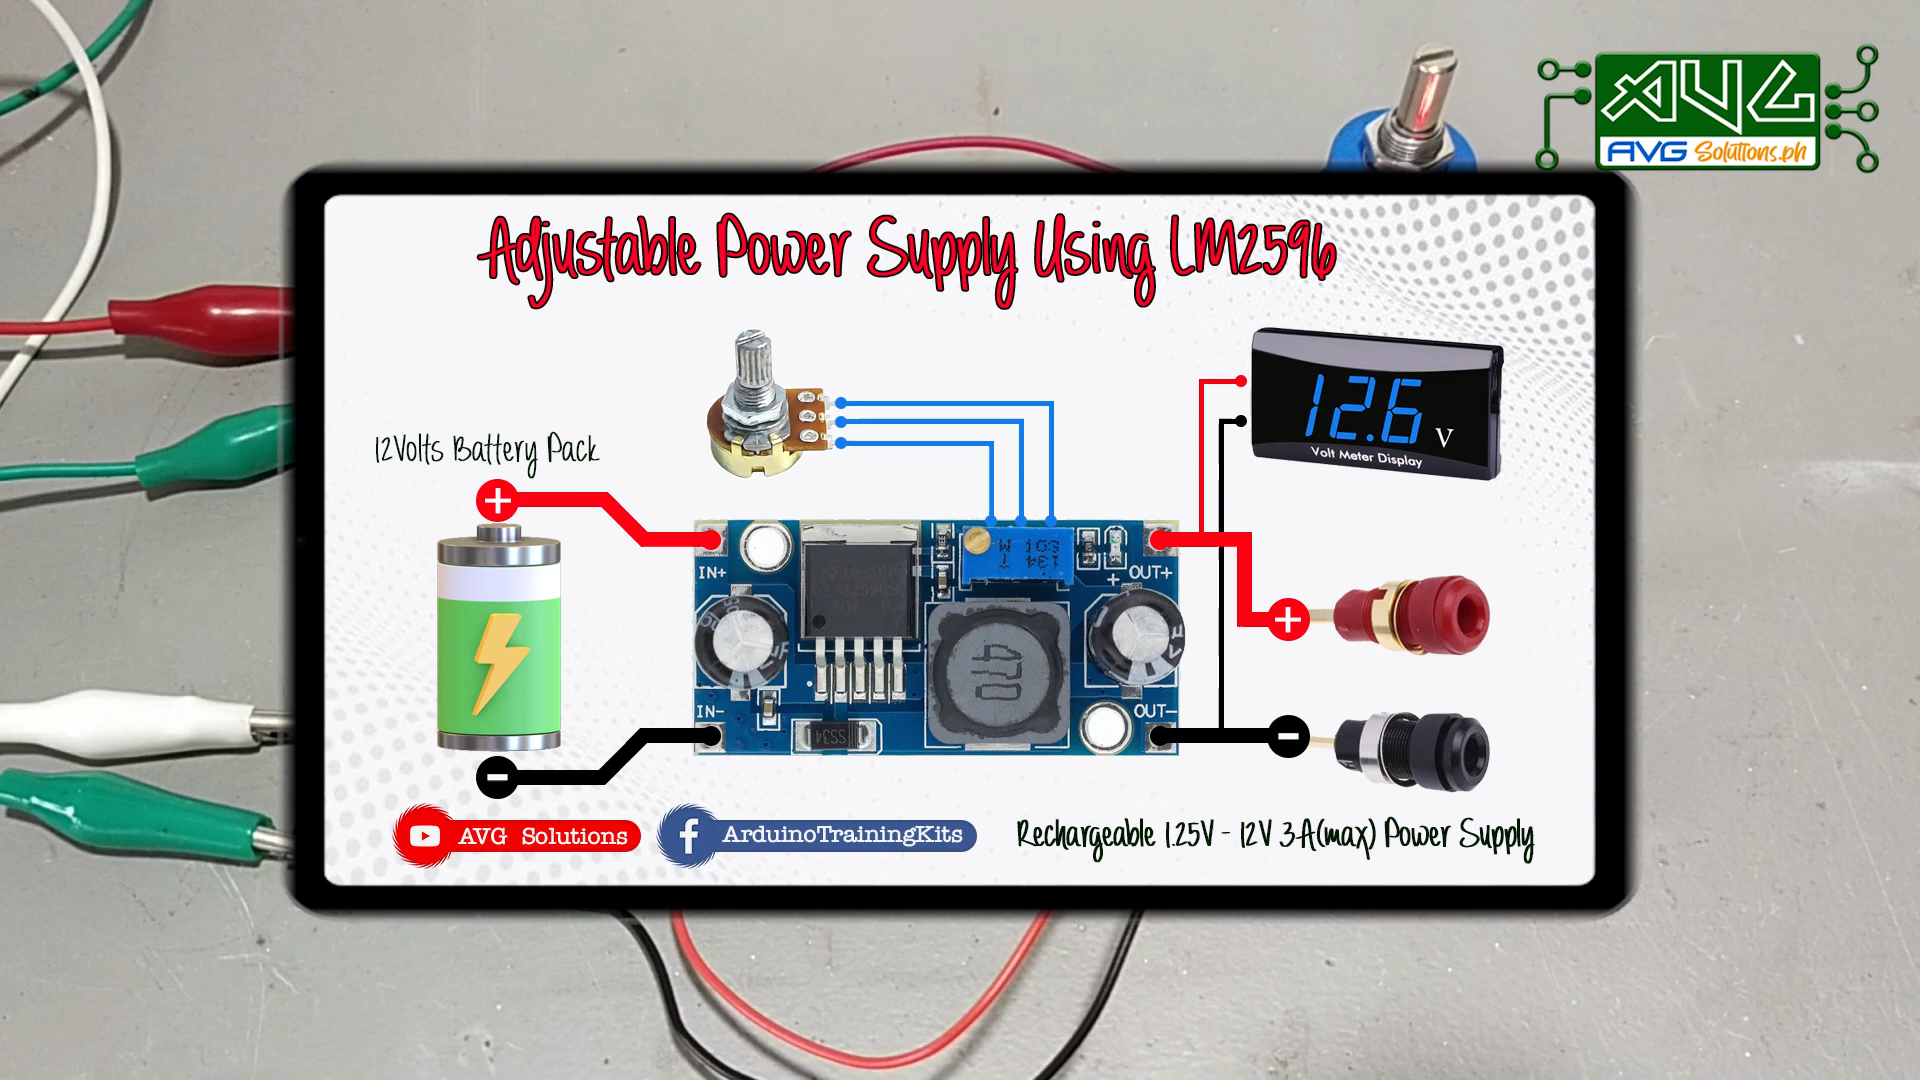 AVG
AVG Solutions.ph
Adjustable Power Supply Using LM2596
12.6 V
Volt Meter Display
12Volts Battery Pack
+
IN+
+ OUT+
+
470
IN-
OUT-
SS34
-
-
AVG Solutions
f ArduinoTrainingKits
Rechargeable 1.25V - 12V 3A(max) Power Supply